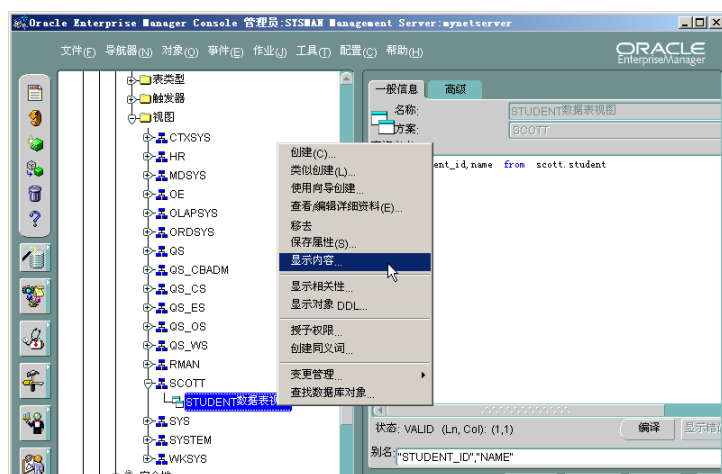 Oracle Enterprise Manager Console 管理员:SYSMAN Management Server:mynetserver
文件(F) 导航器(N) 对象(O) 事件(E) 作业(J) 工具(T) 配置(C) 帮助(H)
ORACLE
EnterpriseManager
表类型
触发器
视图
CTXSYS
HR
MDSYS
OE
OLAPSYS
ORDSYS
QS
QS_CBADM
QS_CS
QS_ES
QS_OS
QS_WS
RMAN
SCOTT
STUDENT数据表视
SYS
SYSTEM
WKSYS
创建(C)...
类似创建(L)...
使用向导创建...
查看/编辑详细资料(E)...
移去
保存属性(S)...
显示内容...
显示相关性...
显示对象 DDL...
授予权限...
创建同义词...
变更管理...
查找数据库对象...
一般信息 高级
名称: STUDENT数据表视图
方案: SCOTT
ent_id,name from scott.student
状态: VALID (Ln, Col): (1,1) 编译 显示错
别名: "STUDENT_ID","NAME"